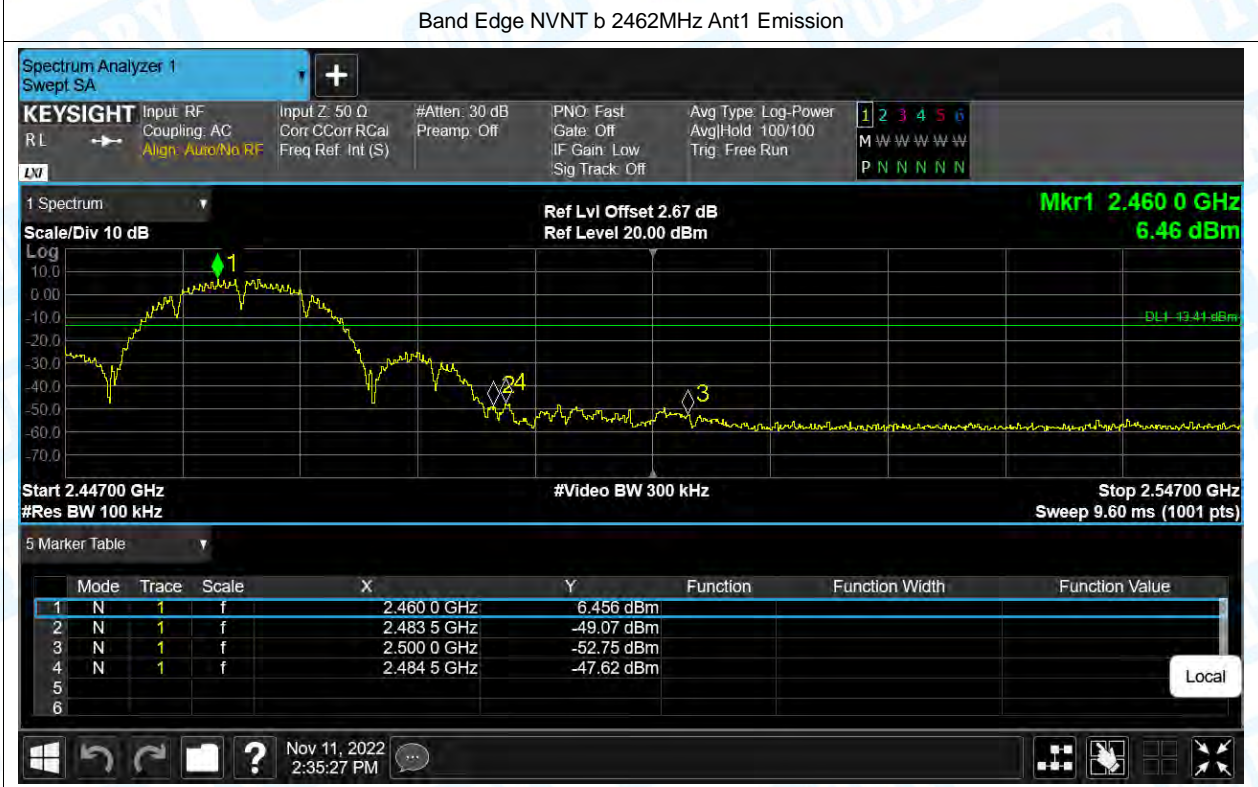 Band Edge NVNT b 2462MHz Ant1 Emission
Spectrum Analyzer 1
Swept SA
+
KEYSIGHT
R L
LXI
Input: RF
Coupling: AC
Align: Auto/No RF
Input Z: 50 Ω
Corr CCorr RCal
Freq Ref: Int (S)
#Atten: 30 dB
Preamp: Off
PNO: Fast
Gate: Off
IF Gain: Low
Sig Track: Off
Avg Type: Log-Power
Avg|Hold: 100/100
Trig: Free Run
1 2 3 4 5 6
M W W W W W W
P N N N N N N
1 Spectrum
Scale/Div 10 dB
Ref Lvl Offset 2.67 dB
Ref Level 20.00 dBm
Mkr1 2.460 0 GHz
6.46 dBm
Log
10.0
0.00
-10.0
-20.0
-30.0
-40.0
-50.0
-60.0
-70.0
1
2 4
3
DL1 -13.41 dBm
Start 2.44700 GHz
#Res BW 100 kHz
#Video BW 300 kHz
Stop 2.54700 GHz
Sweep 9.60 ms (1001 pts)
5 Marker Table
Mode Trace Scale X Y Function Function Width Function Value
1 N 1 f 2.460 0 GHz 6.456 dBm
2 N 1 f 2.483 5 GHz -49.07 dBm
3 N 1 f 2.500 0 GHz -52.75 dBm
4 N 1 f 2.484 5 GHz -47.62 dBm
5
6
Local
?
Nov 11, 2022
2:35:27 PM